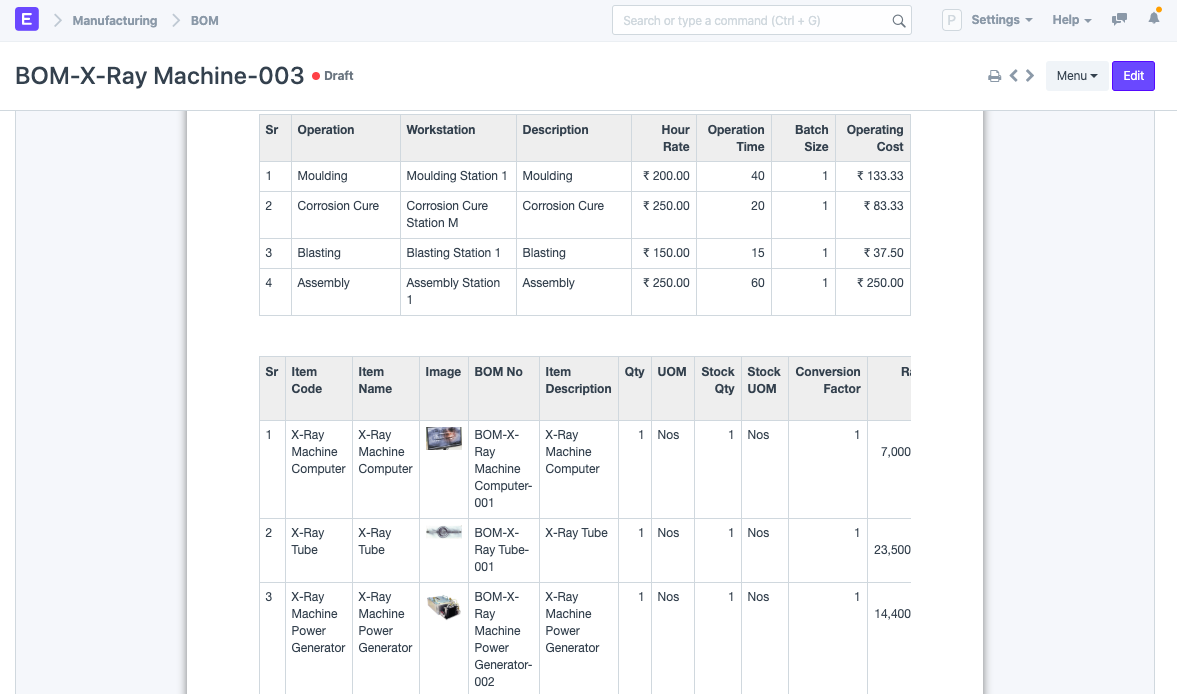 E Manufacturing BOM Search or type a command (Ctrl + G) P Settings Help
BOM-X-Ray Machine-003 Draft Menu Edit
Sr Operation Workstation Description Hour Rate Operation Time Batch Size Operating Cost
1 Moulding Moulding Station 1 Moulding ₹ 200.00 40 1 ₹ 133.33
2 Corrosion Cure Corrosion Cure Station M Corrosion Cure ₹ 250.00 20 1 ₹ 83.33
3 Blasting Blasting Station 1 Blasting ₹ 150.00 15 1 ₹ 37.50
4 Assembly Assembly Station 1 Assembly ₹ 250.00 60 1 ₹ 250.00
Sr Item Code Item Name Image BOM No Item Description Qty UOM Stock Qty Stock UOM Conversion Factor
1 X-Ray Machine Computer X-Ray Machine Computer BOM-X-Ray Machine Computer-001 X-Ray Machine Computer 1 Nos 1 Nos 1 7,000
2 X-Ray Tube X-Ray Tube BOM-X-Ray Tube-001 X-Ray Tube 1 Nos 1 Nos 1 23,500
3 X-Ray Machine Power Generator X-Ray Machine Power Generator BOM-X-Ray Machine Power Generator-002 X-Ray Machine Power Generator 1 Nos 1 Nos 1 14,400